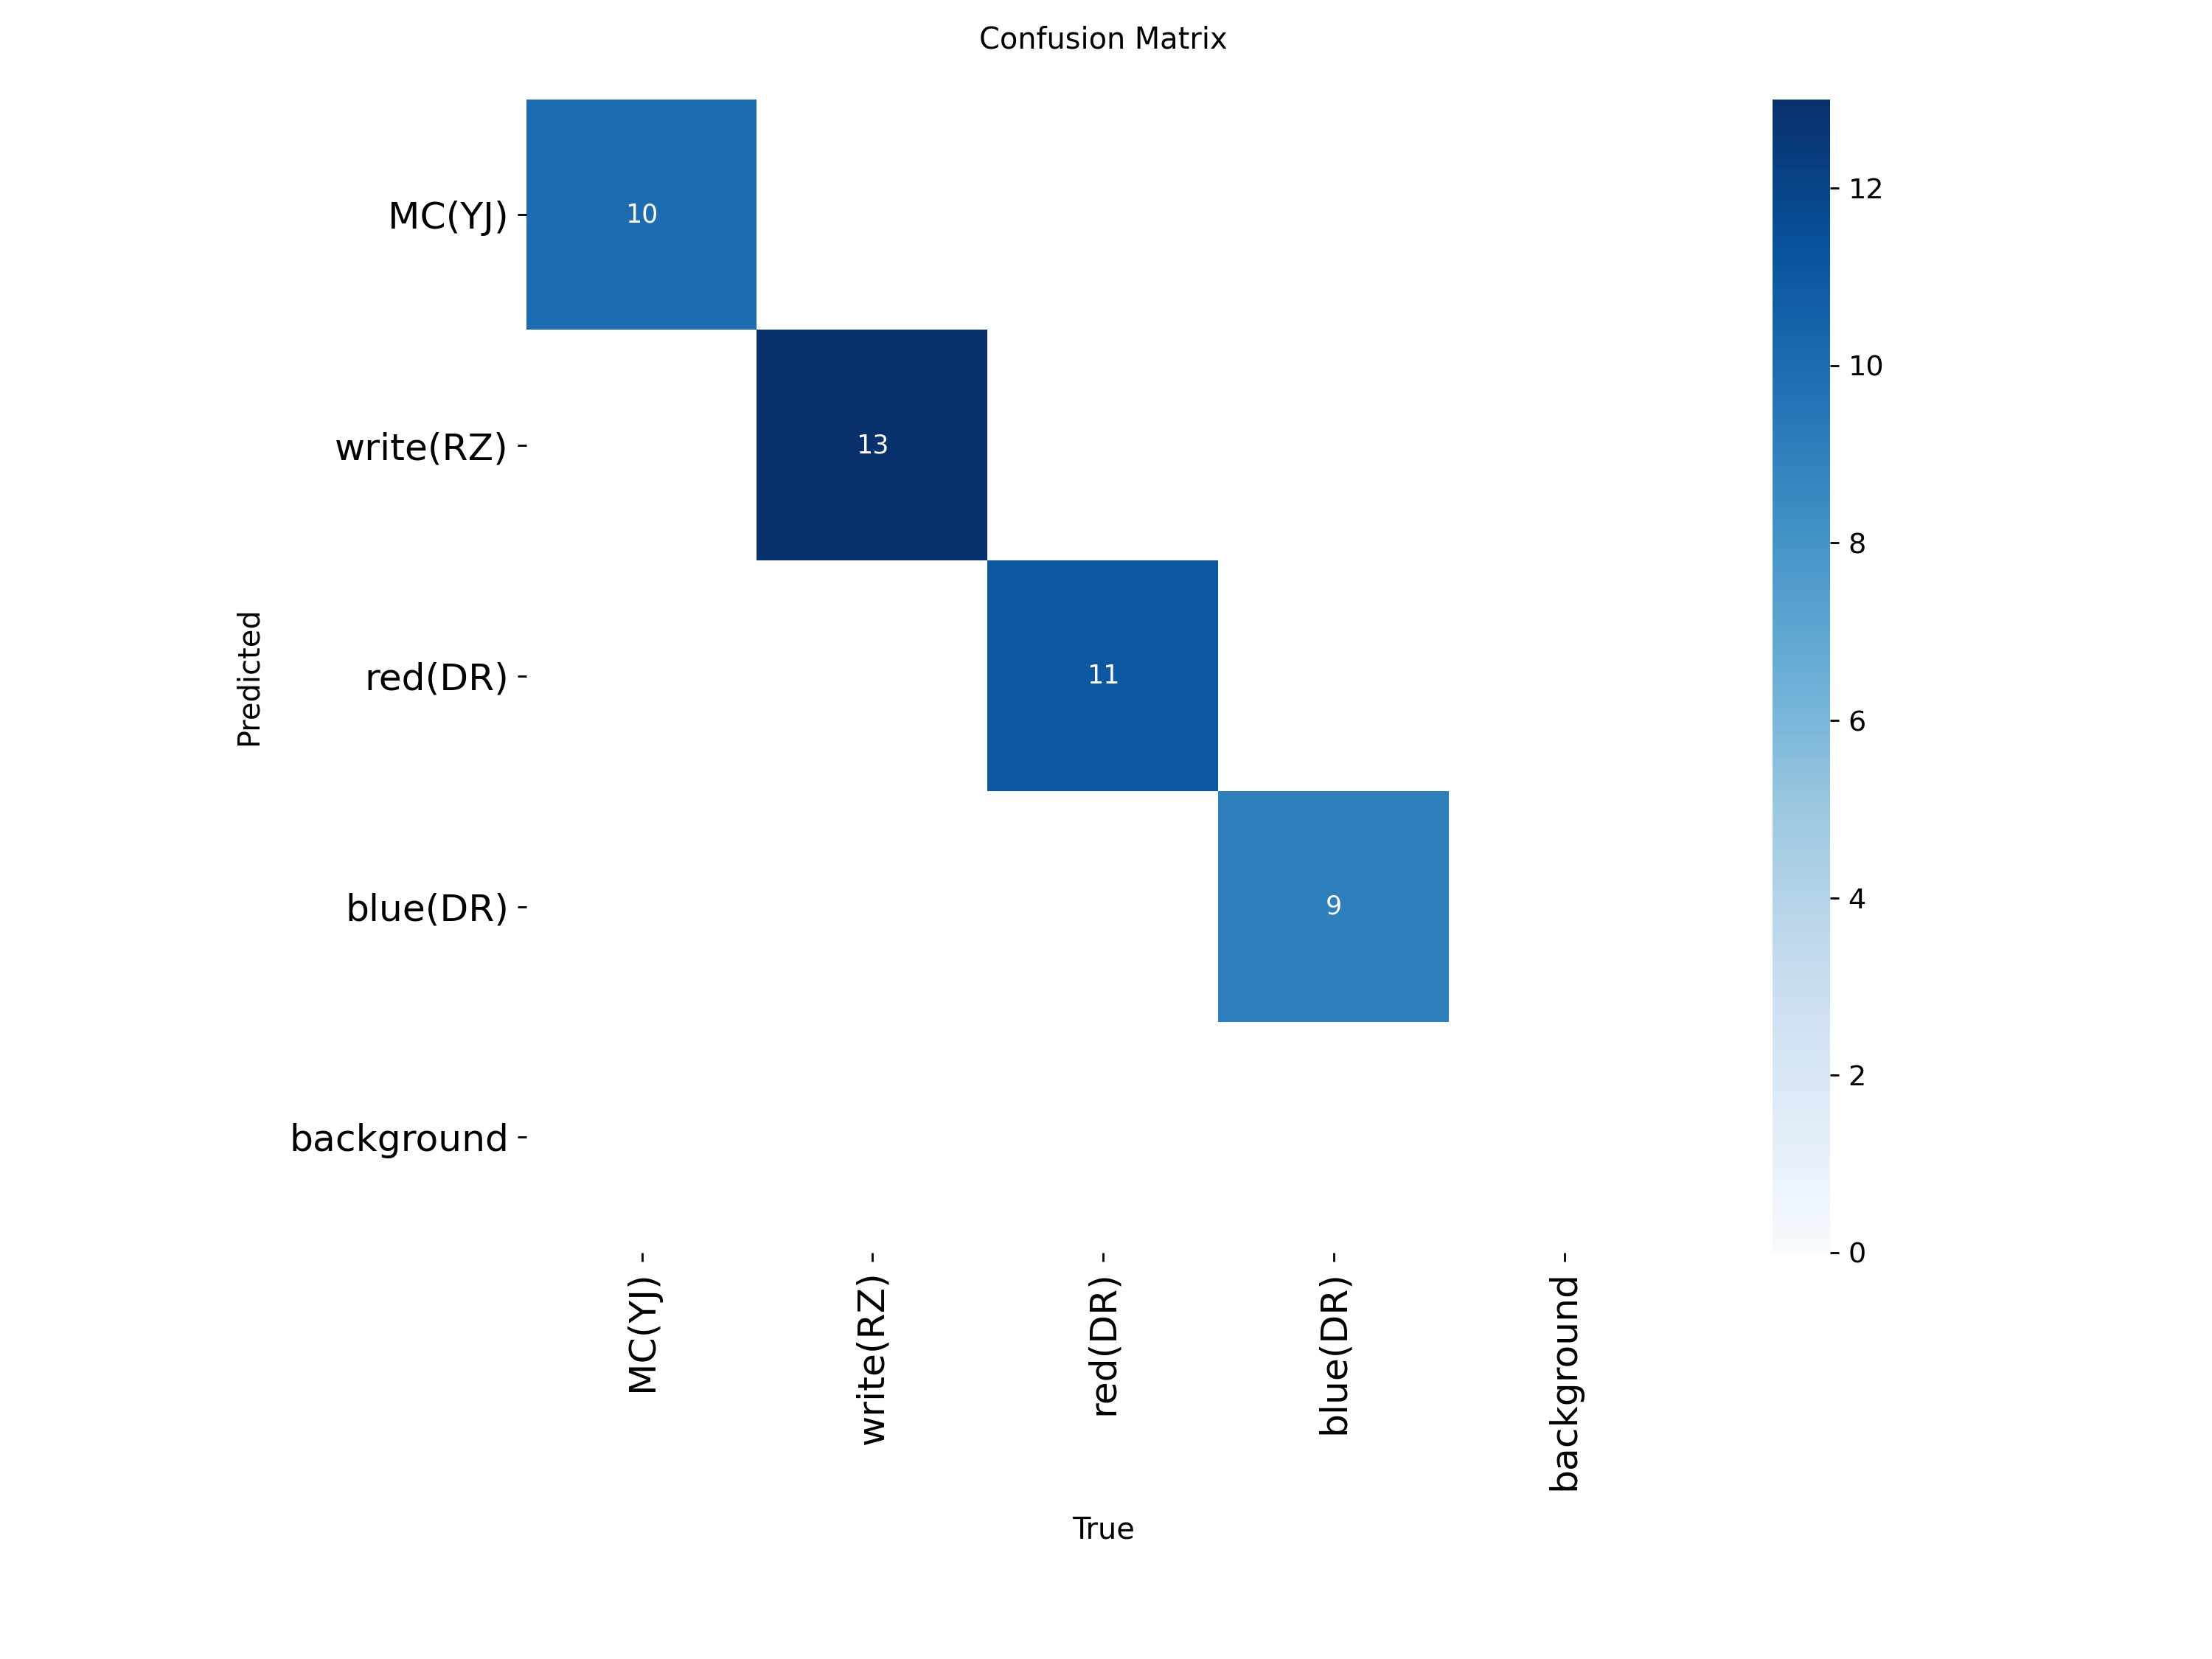 Confusion Matrix
MC(YJ)
write(RZ)
red(DR)
blue(DR)
background
Predicted
10
13
11
9
MC(YJ)
write(RZ)
red(DR)
blue(DR)
background
True
12
10
8
6
4
2
0